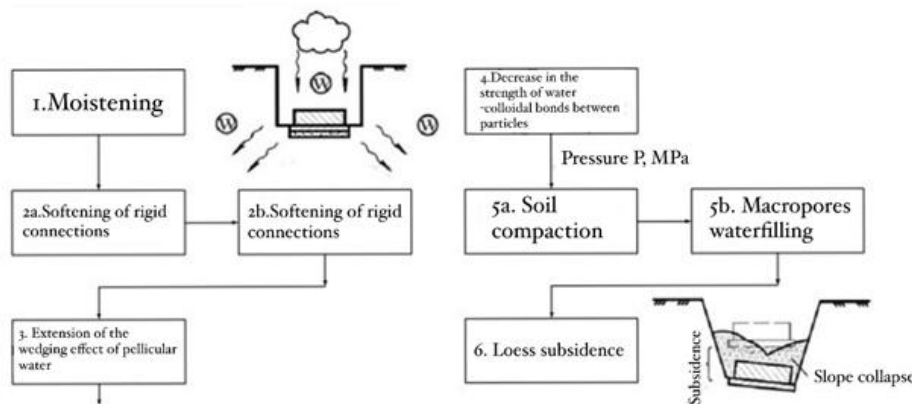 1.Moistening
W
W
W
2a.Softening of rigid
connections
2b.Softening of rigid
connections
3. Extension of the
wedging effect of pellicular
water
4.Decrease in the
strength of water
-colloidal bonds between
particles
Pressure P, MPa
5a. Soil
compaction
5b. Macropores
waterfilling
6. Loess subsidence
Subsidence
Slope collapse